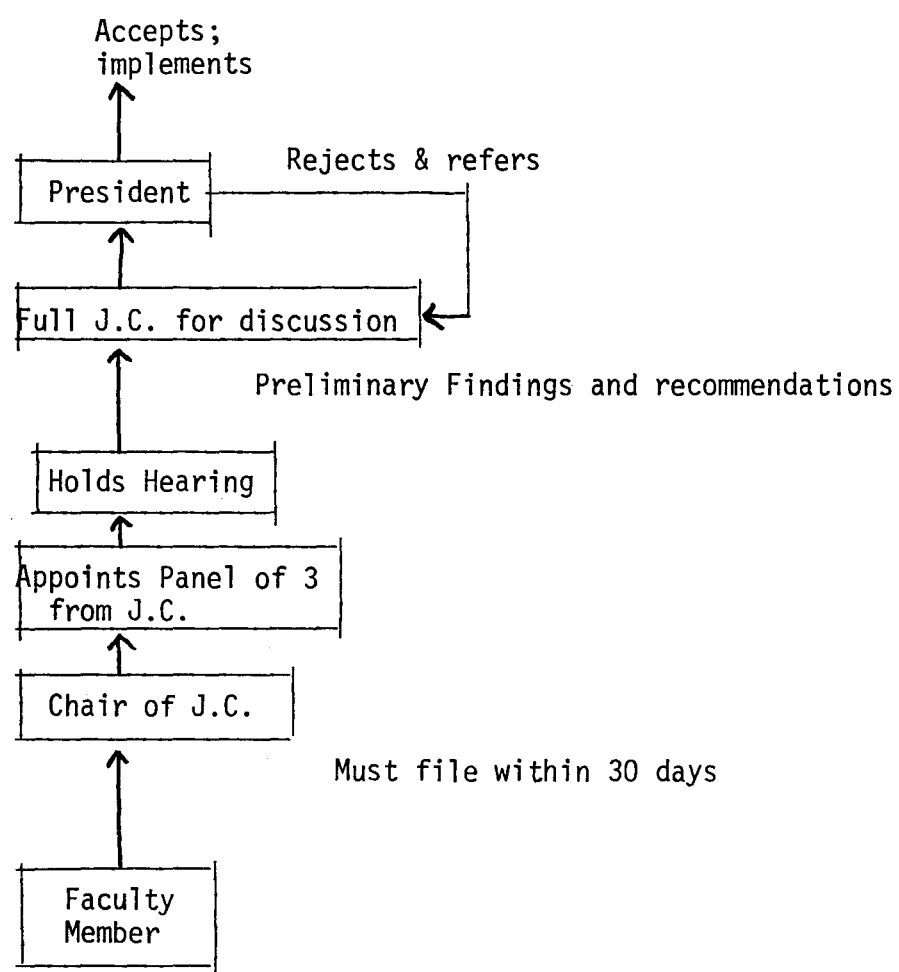 Accepts;
implements
Rejects & refers
President
Full J.C. for discussion
Preliminary Findings and recommendations
Holds Hearing
Appoints Panel of 3
from J.C.
Chair of J.C.
Must file within 30 days
Faculty
Member